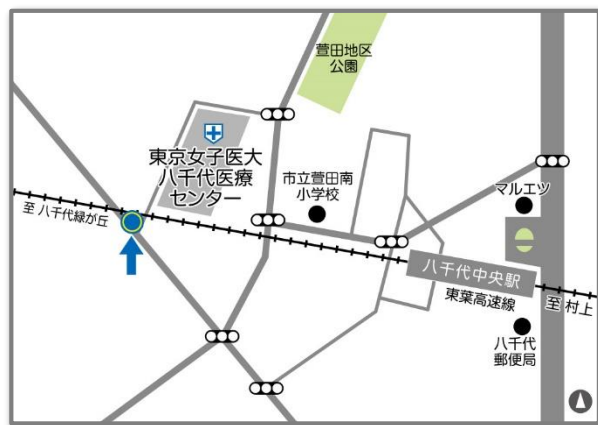 萱田地区
公園
東京女子医大
八千代医療
センター
市立萱田南
小学校
マルエツ
至 八千代緑が丘
八千代中央駅
東葉高速線
至 村上
八千代
郵便局